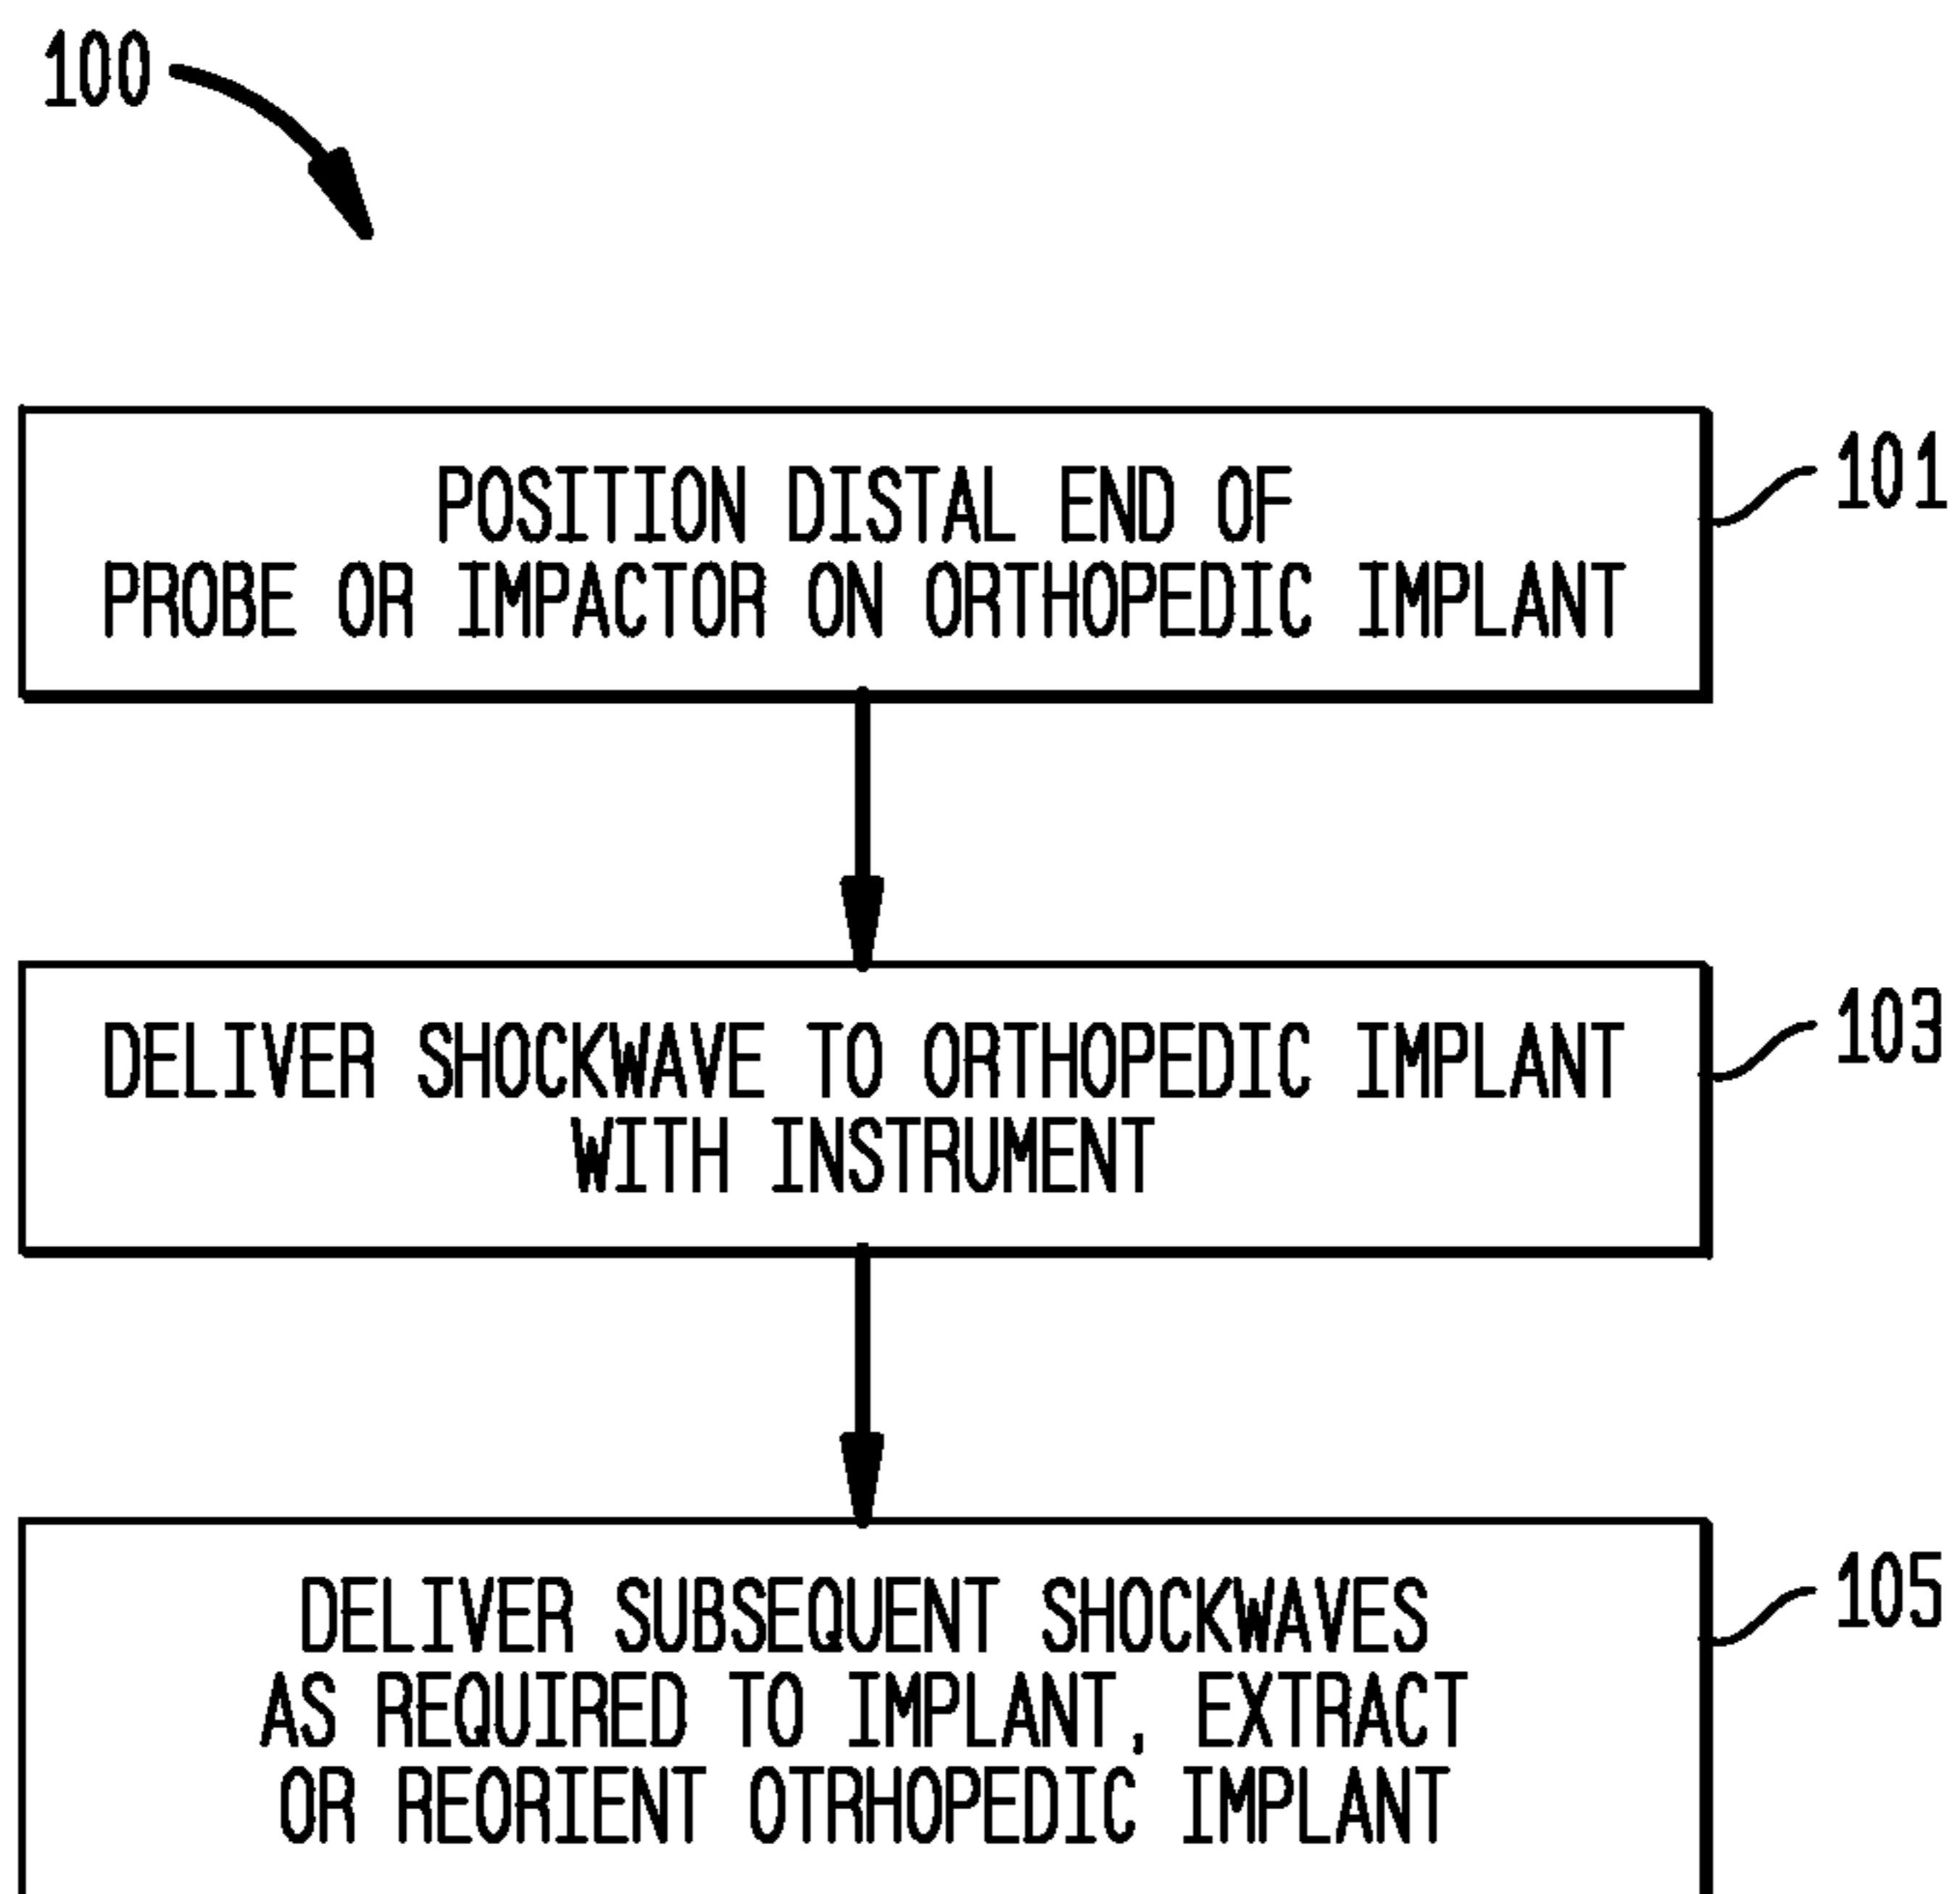 100
POSITION DISTAL END OF
PROBE OR IMPACTOR ON ORTHOPEDIC IMPLANT
101
DELIVER SHOCKWAVE TO ORTHOPEDIC IMPLANT
WITH INSTRUMENT
103
DELIVER SUBSEQUENT SHOCKWAVES
AS REQUIRED TO IMPLANT, EXTRACT
OR REORIENT OTRHOPEDIC IMPLANT
105